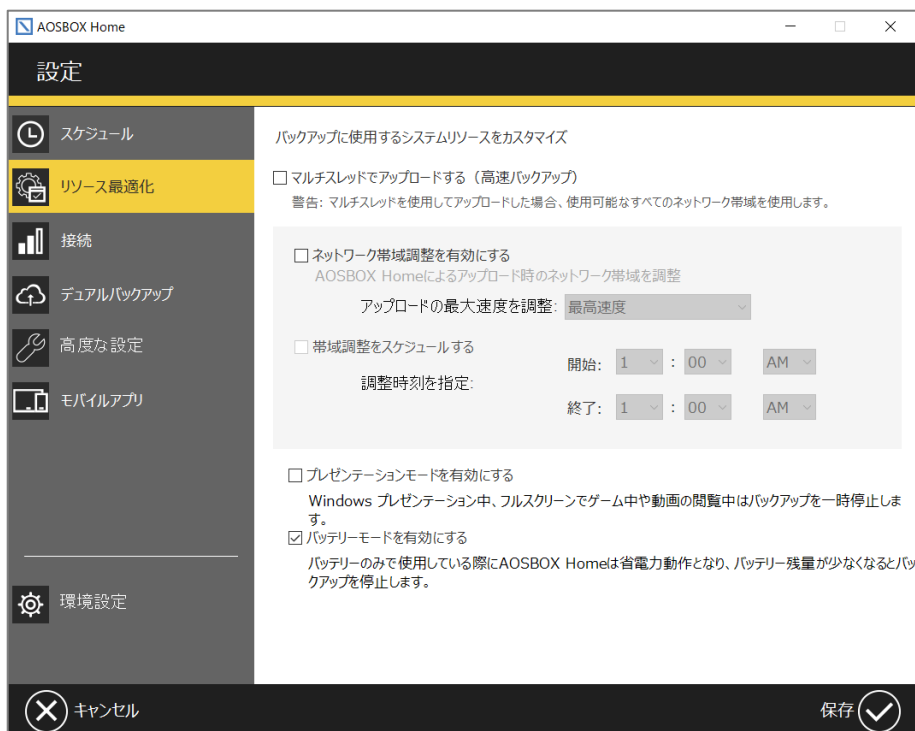 AOSBOX Home
設定
スケジュール
リソース最適化
接続
デュアルバックアップ
高度な設定
モバイルアプリ
環境設定
バックアップに使用するシステムリソースをカスタマイズ
マルチスレッドでアップロードする（高速バックアップ）
警告: マルチスレッドを使用してアップロードした場合、使用可能なすべてのネットワーク帯域を使用します。
ネットワーク帯域調整を有効にする
AOSBOX Homeによるアップロード時のネットワーク帯域を調整
アップロードの最大速度を調整: 最高速度
帯域調整をスケジュールする
調整時刻を指定:
開始: 1 : 00 AM
終了: 1 : 00 AM
プレゼンテーションモードを有効にする
Windows プレゼンテーション中、フルスクリーンでゲーム中や動画の閲覧中はバックアップを一時停止しま
す。
バッテリーモードを有効にする
バッテリーのみで使用している際にAOSBOX Homeは省電力動作となり、バッテリー残量が少なくなるとバッ
クアップを停止します。
キャンセル
保存